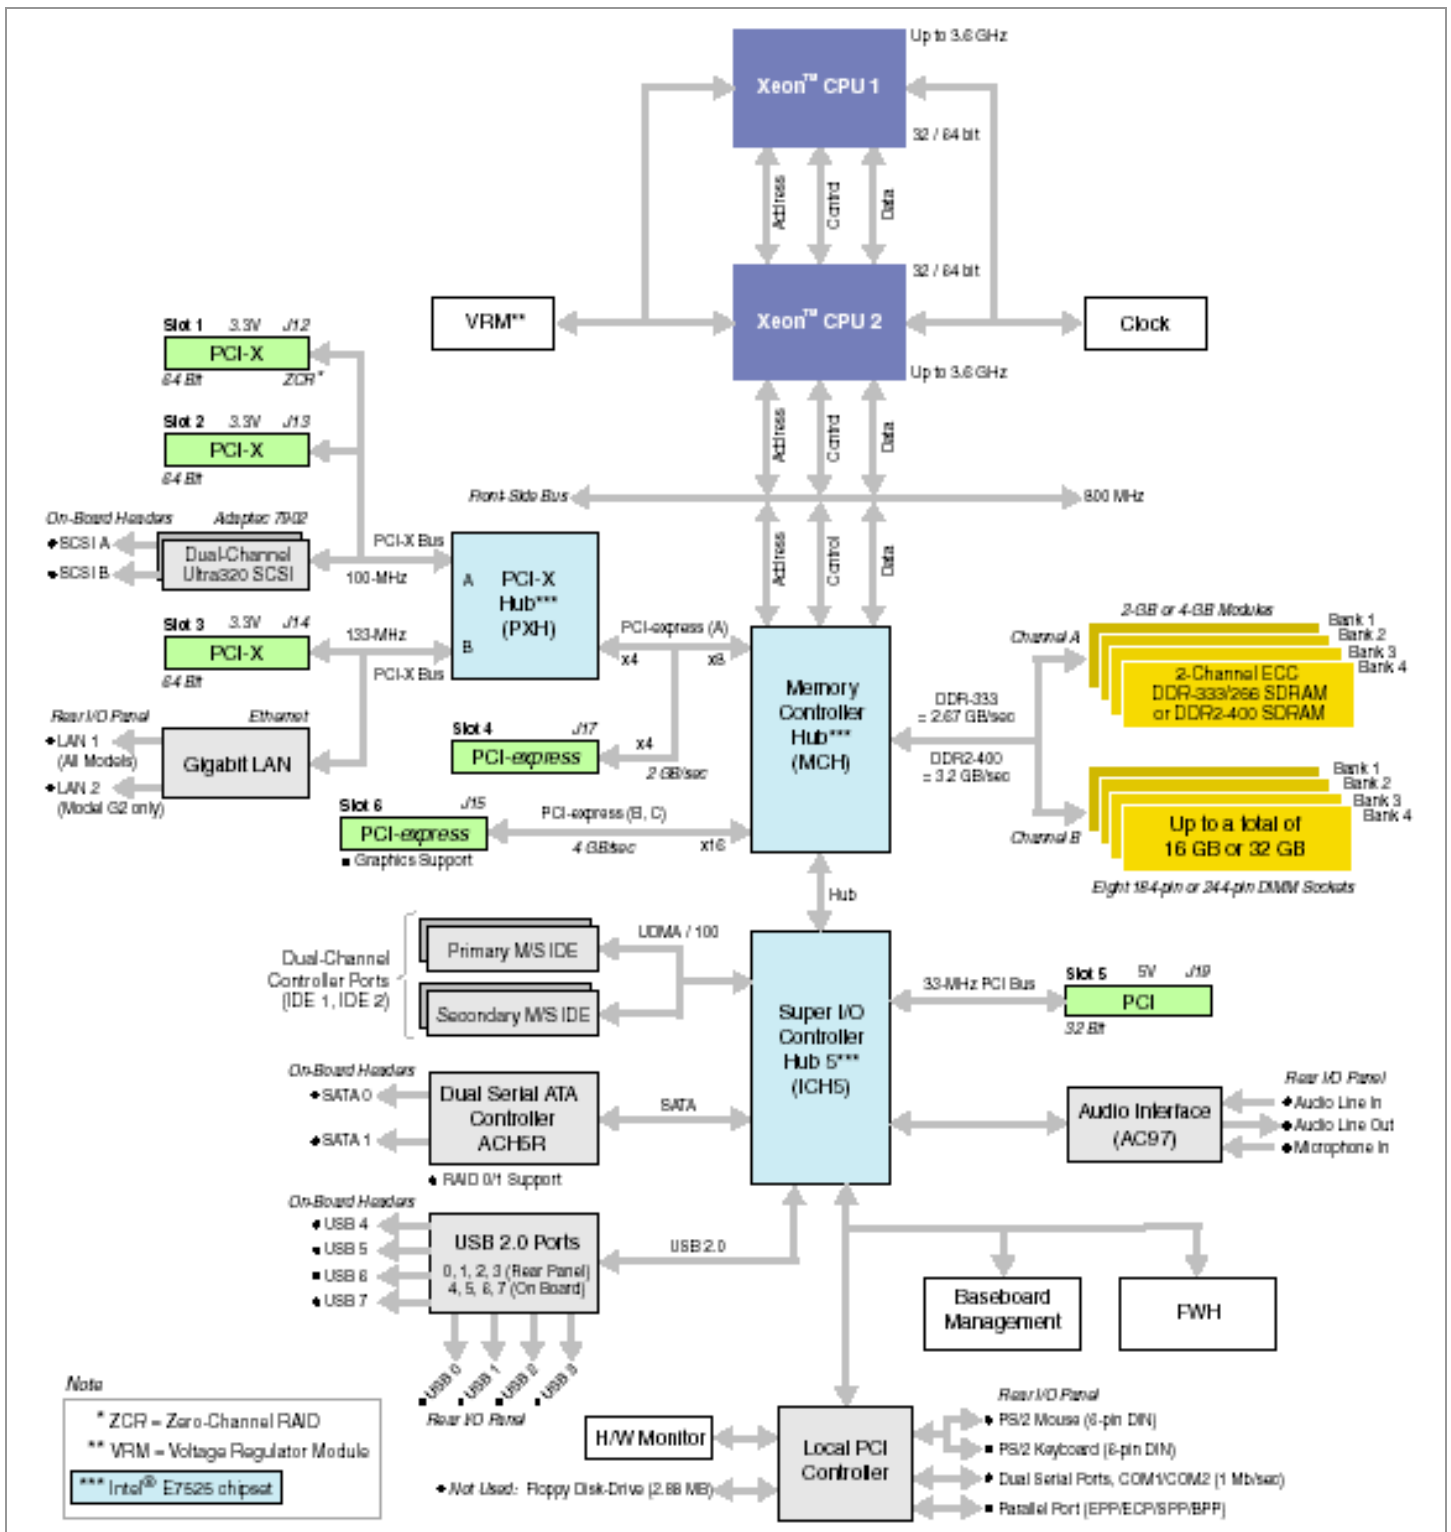 Up to 3.6 GHz
Xeon™ CPU 1
32 / 64 bit
Address
Control
Data
32 / 64 bit
VRM**
Xeon™ CPU 2
Clock
Up to 3.6 GHz
Slot 1 3.3V J12
PCI-X
64 Bit ZCR*
Slot 2 3.3V J13
PCI-X
64 Bit
Address
Control
Data
Front-Side Bus
800 MHz
On-Board Headers
Adaptec 7902
SCSI A
SCSI B
Dual-Channel
Ultra320 SCSI
PCI-X Bus
100-MHz
A
B
PCI-X
Hub***
(PXH)
Address
Control
Data
Slot 3 3.3V J14
PCI-X
64 Bit
133-MHz
PCI-X Bus
PCI-express (A)
x4
x8
Rear I/O Panel
Ethernet
LAN 1
(All Models)
LAN 2
(Model G2 only)
Gigabit LAN
Slot 4 J17
PCI-express
x4
2 GB/sec
Slot 6 J15
PCI-express
Graphics Support
PCI-express (B, C)
4 GB/sec
x16
Memory
Controller
Hub***
(MCH)
DDR-333
= 2.67 GB/sec
DDR2-400
= 3.2 GB/sec
2-GB or 4-GB Modules
Channel A
Bank 1
Bank 2
Bank 3
Bank 4
2-Channel ECC
DDR-333/266 SDRAM
or DDR2-400 SDRAM
Bank 1
Bank 2
Bank 3
Bank 4
Channel B
Up to a total of
16 GB or 32 GB
Eight 184-pin or 244-pin DIMM Sockets
Hub
Dual-Channel
Controller Ports
(IDE 1, IDE 2)
Primary M/S IDE
Secondary M/S IDE
UDMA / 100
Super I/O
Controller
Hub 5***
(ICH5)
33-MHz PCI Bus
Slot 5 5V J19
PCI
32 Bit
On-Board Headers
SATA 0
SATA 1
Dual Serial ATA
Controller
ACH5R
RAID 0/1 Support
SATA
Audio Interface
(AC97)
Rear I/O Panel
Audio Line In
Audio Line Out
Microphone In
On-Board Headers
USB 4
USB 5
USB 6
USB 7
USB 2.0 Ports
0, 1, 2, 3 (Rear Panel)
4, 5, 6, 7 (On Board)
USB 2.0
USB 0
USB 1
USB 2
USB 3
Rear I/O Panel
Baseboard
Management
FWH
H/W Monitor
Not Used: Floppy Disk-Drive (2.88 MB)
Local PCI
Controller
Rear I/O Panel
PS/2 Mouse (6-pin DIN)
PS/2 Keyboard (6-pin DIN)
Dual Serial Ports, COM1/COM2 (1 Mb/sec)
Parallel Port (EPP/ECP/SPP/BPP)
Note
* ZCR = Zero-Channel RAID
** VRM = Voltage Regulator Module
*** Intel® E7525 chipset